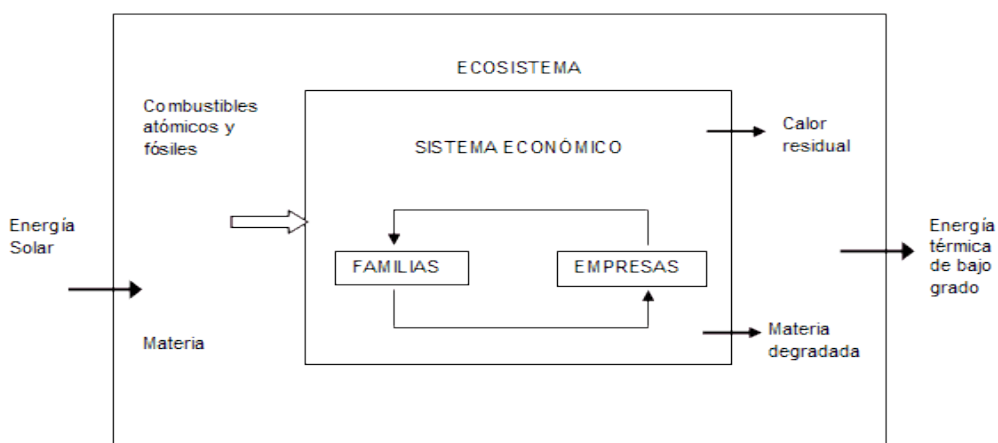 ECOSISTEMA
Combustibles
atómicos y
fósiles
SISTEMA ECONÓMICO
Calor
residual
Energía
Solar
FAMILIAS
EMPRESAS
Energía
térmica
de bajo
grado
Materia
Materia
degradada